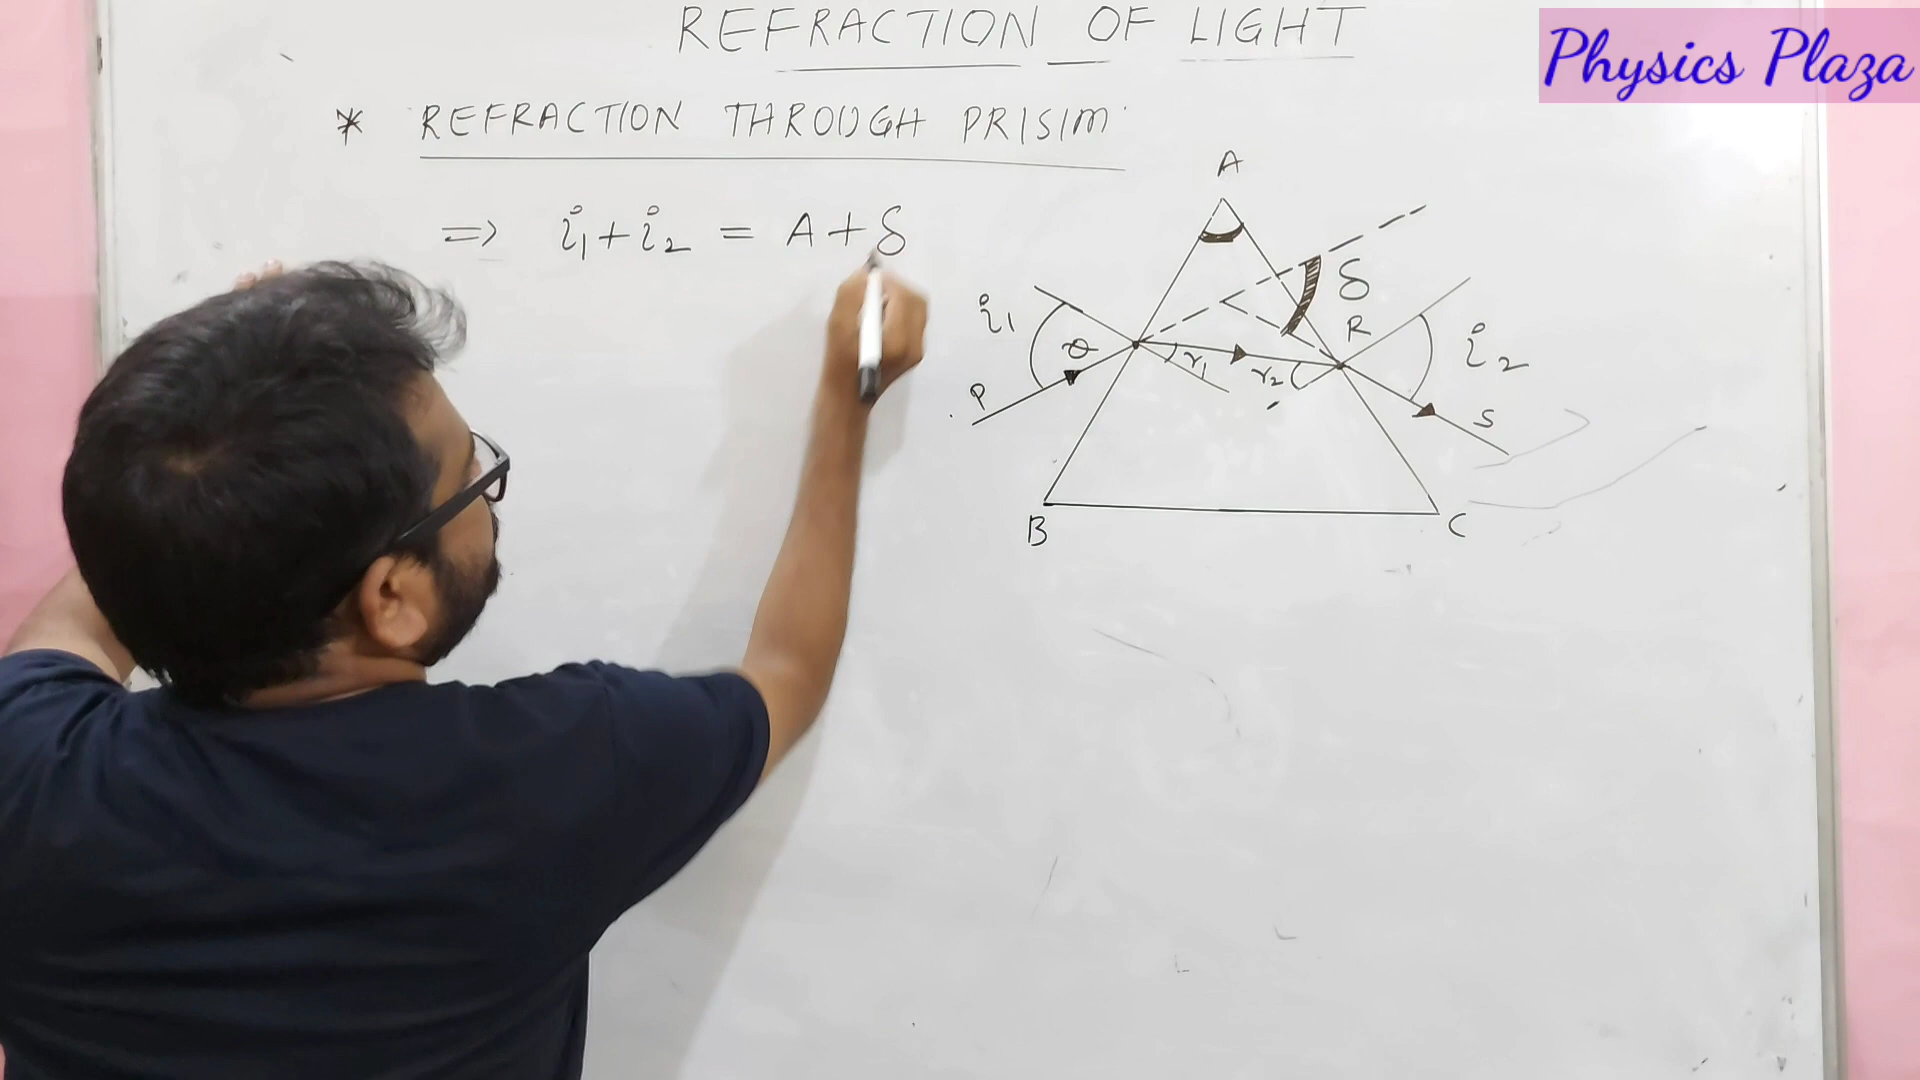 REFRACTION OF LIGHT
Physics Plaza
* REFRACTION THROUGH PRISIM
⇒ i₁ + i₂ = A + δ
A
δ
i₁
R
i₂
r₁
r₂
P
S
B
C